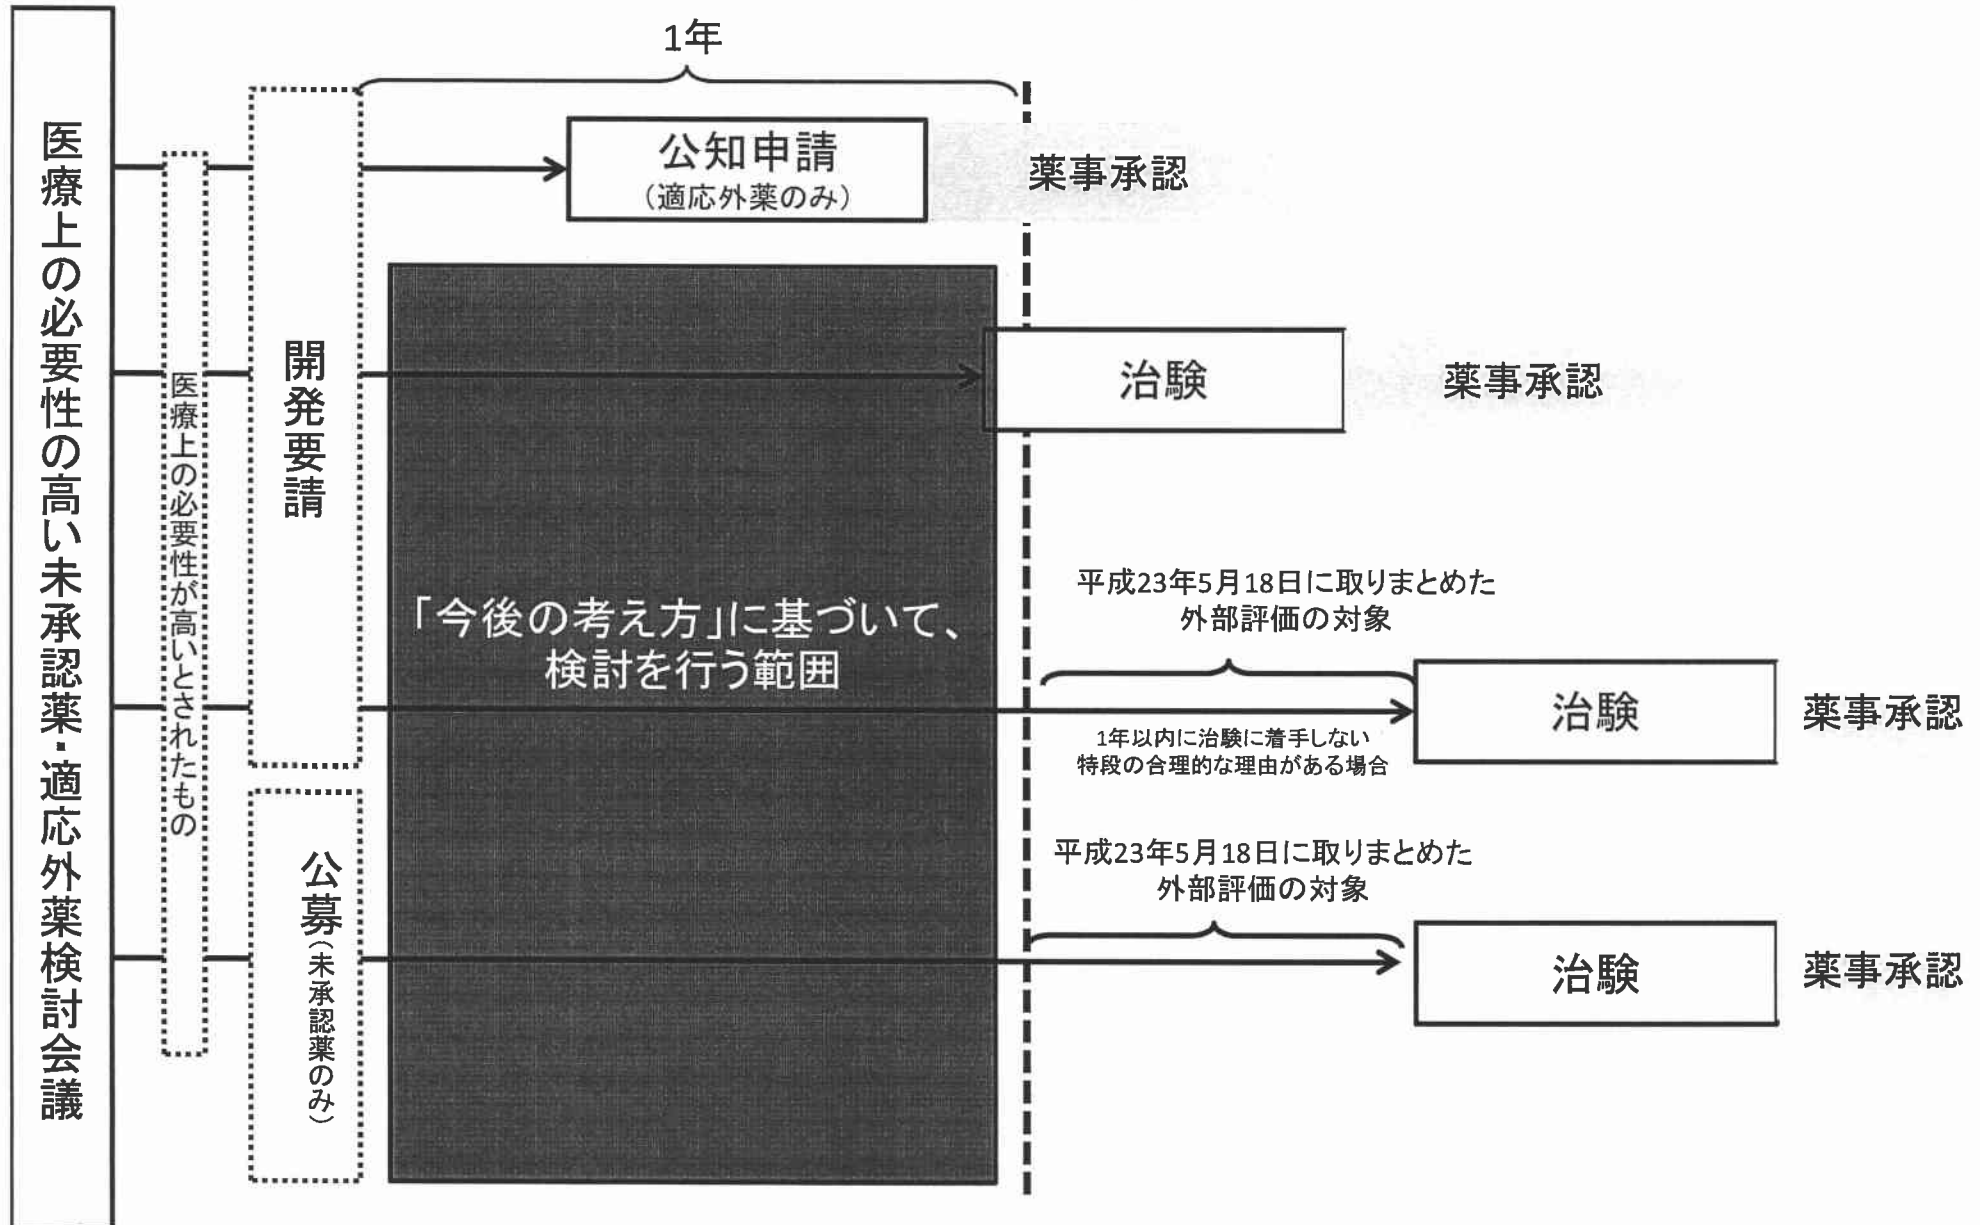 医療上の必要性の高い未承認薬・適応外薬検討会議
医療上の必要性が高いとされたもの
開発要請
公募(未承認薬のみ)
1年
公知申請
(適応外薬のみ)
薬事承認
治験
薬事承認
「今後の考え方」に基づいて、
検討を行う範囲
平成23年5月18日に取りまとめた
外部評価の対象
1年以内に治験に着手しない
特段の合理的な理由がある場合
治験
薬事承認
平成23年5月18日に取りまとめた
外部評価の対象
治験
薬事承認